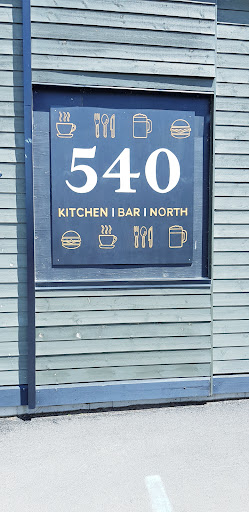 540
KITCHEN | BAR | NORTH